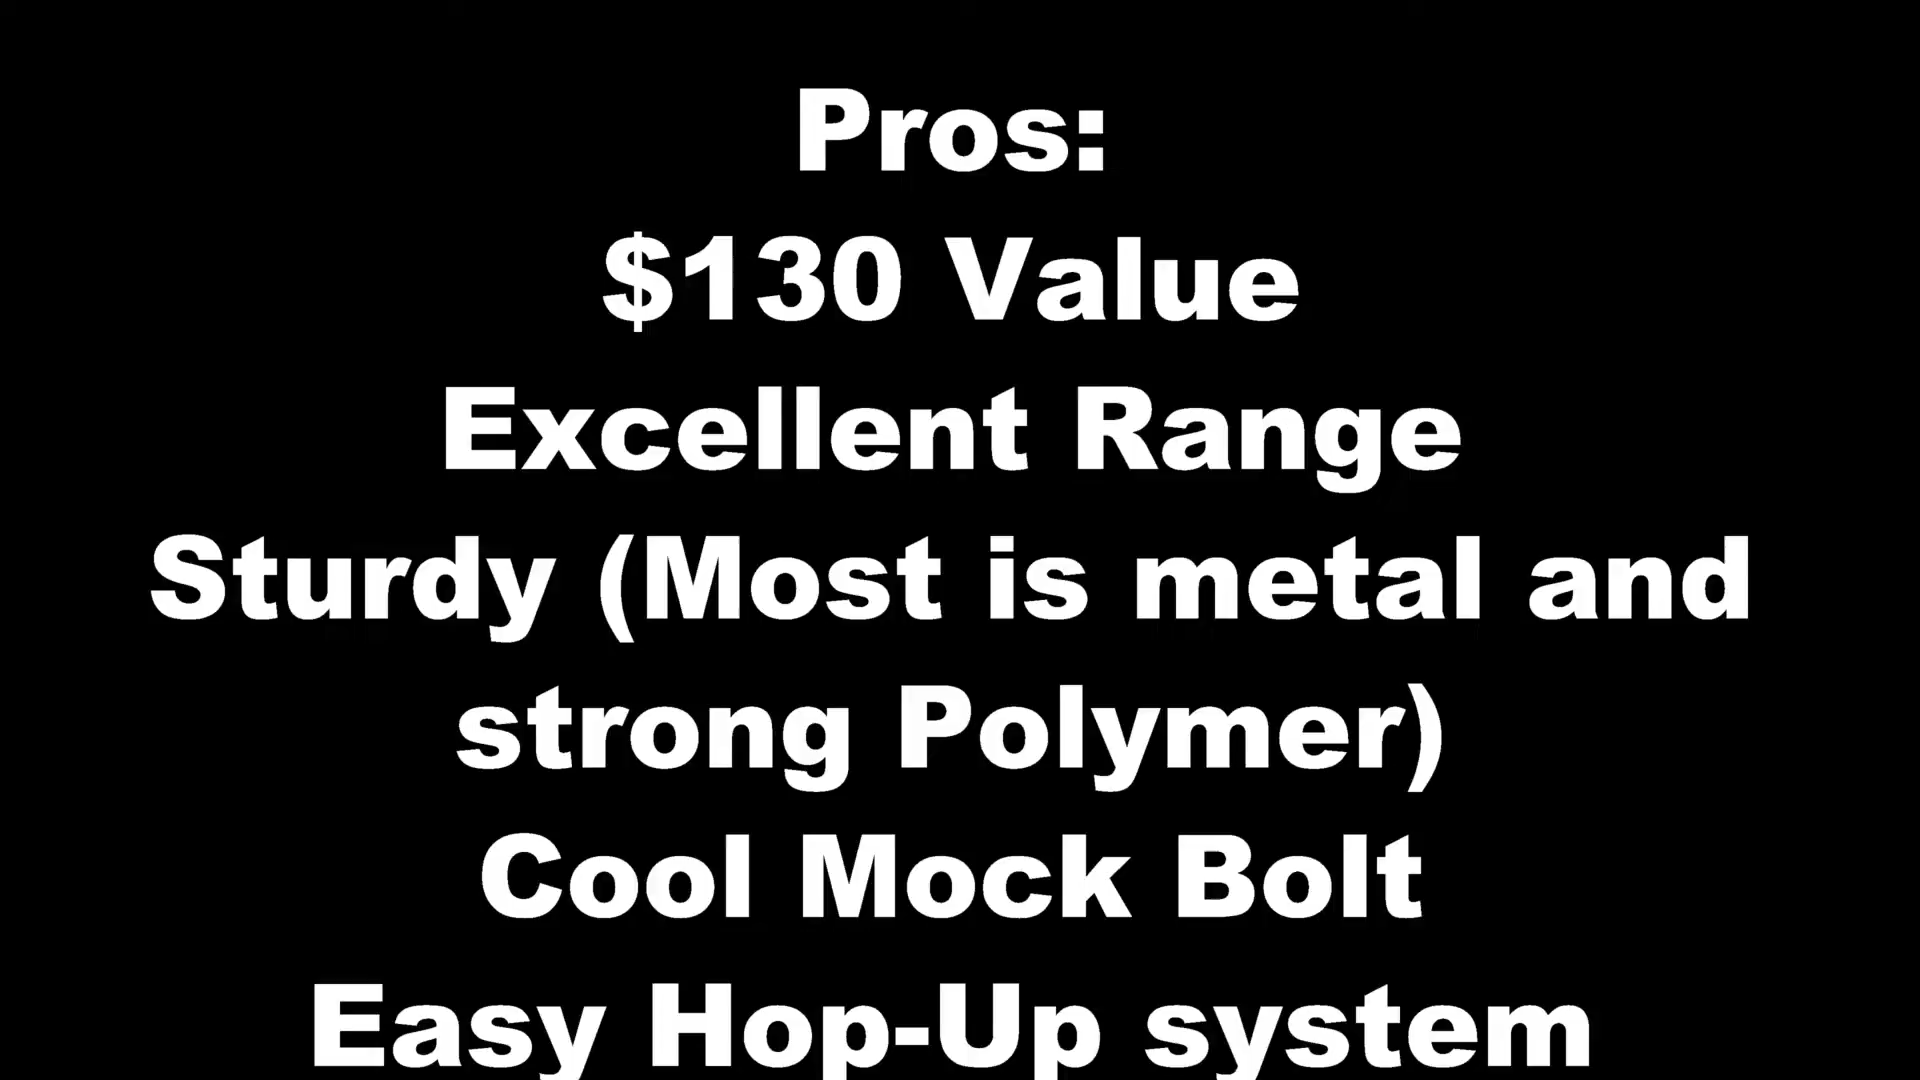 Pros:
$130 Value
Excellent Range
Sturdy (Most is metal and
strong Polymer)
Cool Mock Bolt
Easy Hop-Up system